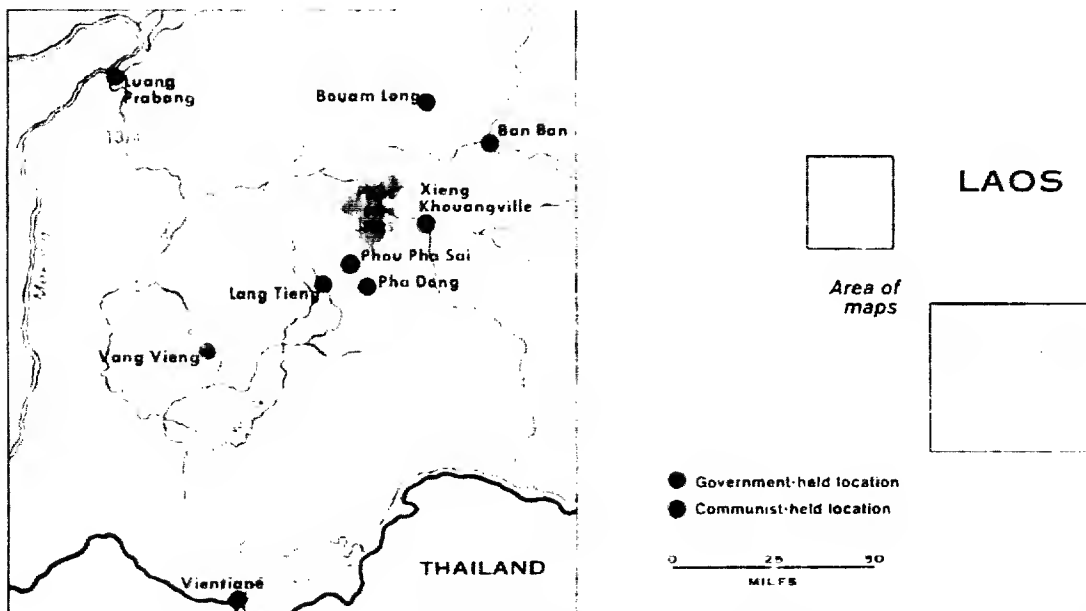 Luang
Prabang
Bouam Long
Ban Ban
Xieng
Khouangville
Phou Pha Sai
Long Tieng
Pha Dong
Vang Vieng
Vientiane
THAILAND
LAOS
Area of
maps
Government-held location
Communist-held location
0 25 50
MILES